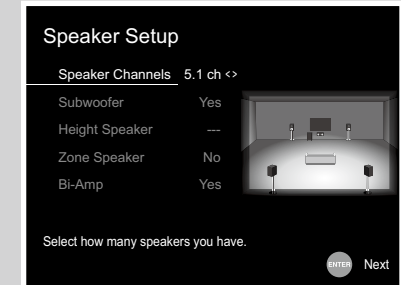 Speaker Setup
Speaker Channels 5.1 ch <>
Subwoofer Yes
Height Speaker ---
Zone Speaker No
Bi-Amp Yes
Select how many speakers you have.
ENTER Next